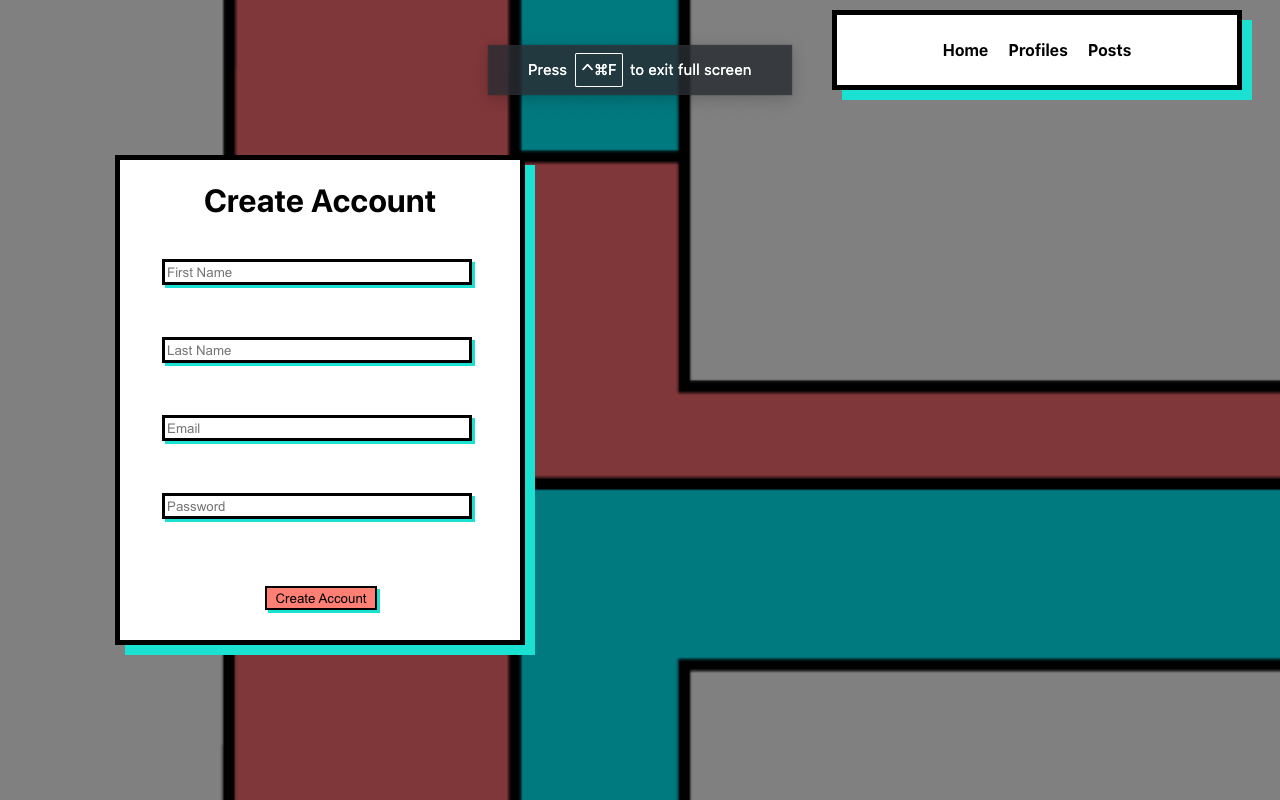 Home Profiles Posts
Press ^⌘F to exit full screen
Create Account
First Name
Last Name
Email
Password
Create Account